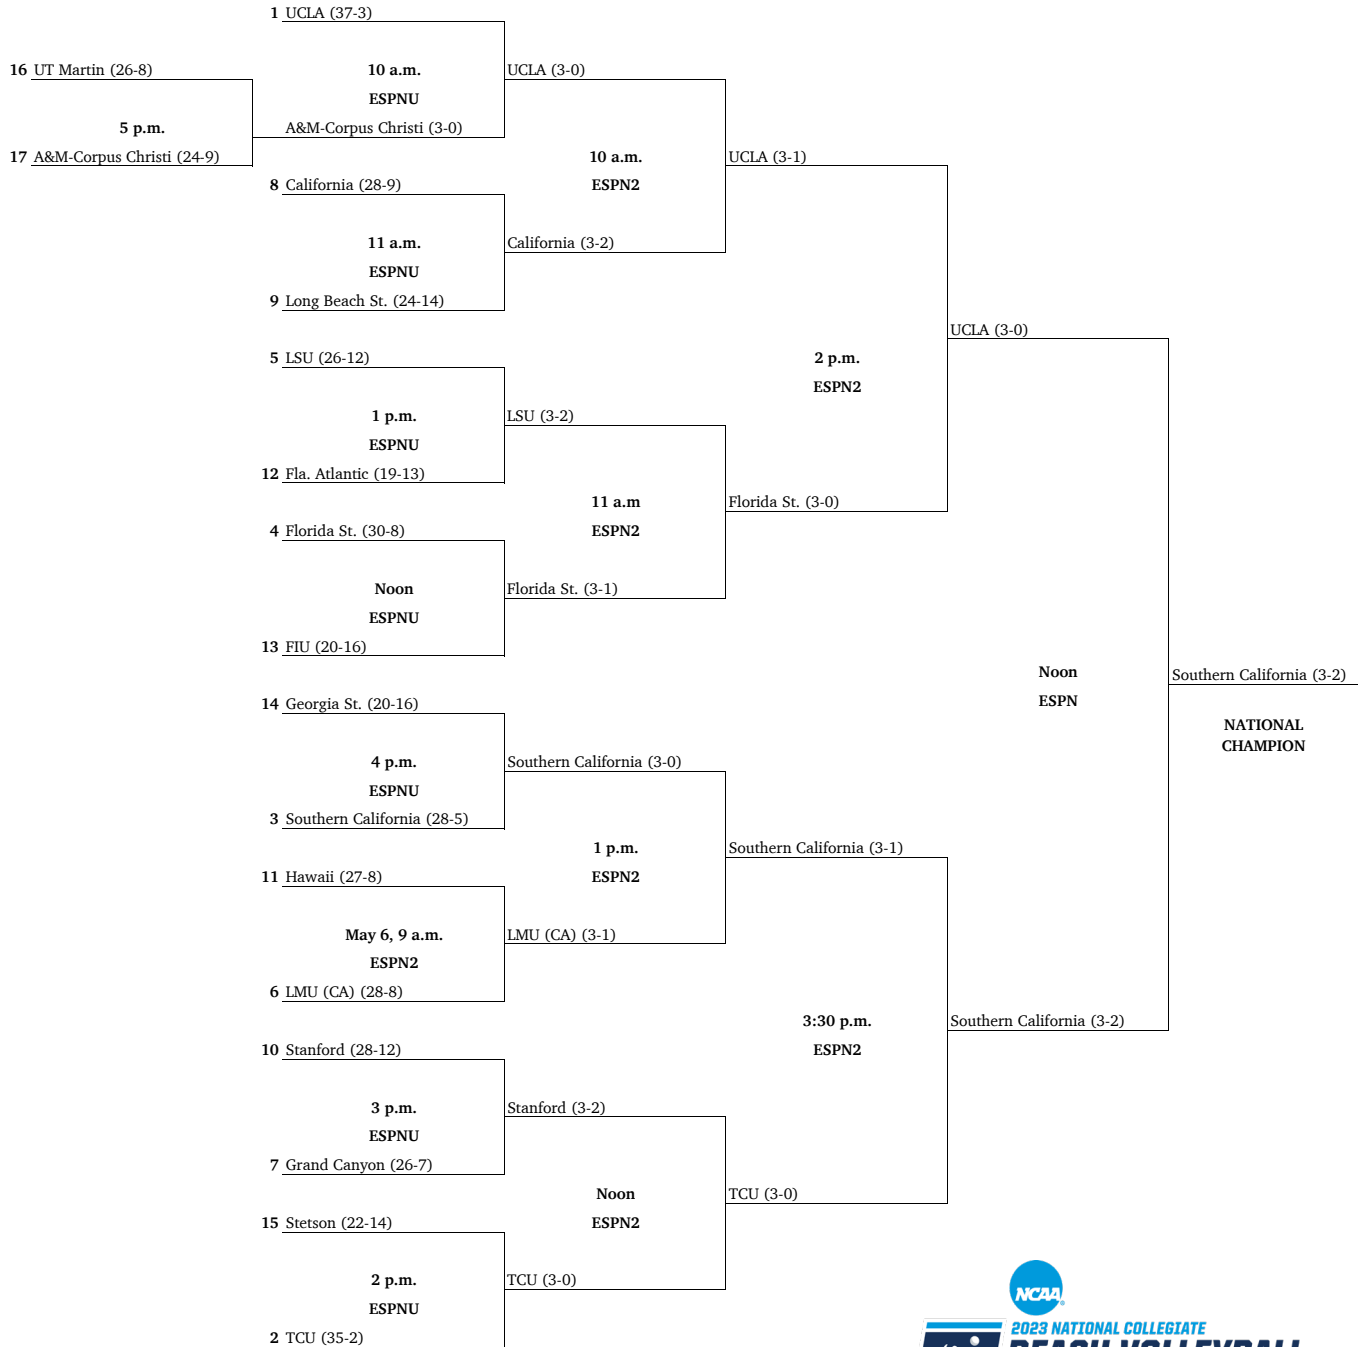 1 UCLA (37-3)
16 UT Martin (26-8)
10 a.m.
UCLA (3-0)
ESPNU
5 p.m.
A&M-Corpus Christi (3-0)
17 A&M-Corpus Christi (24-9)
10 a.m.
UCLA (3-1)
8 California (28-9)
ESPN2
11 a.m.
California (3-2)
ESPNU
9 Long Beach St. (24-14)
UCLA (3-0)
5 LSU (26-12)
2 p.m.
ESPN2
1 p.m.
LSU (3-2)
ESPNU
12 Fla. Atlantic (19-13)
11 a.m
Florida St. (3-0)
4 Florida St. (30-8)
ESPN2
Noon
Florida St. (3-1)
ESPNU
13 FIU (20-16)
Noon
Southern California (3-2)
14 Georgia St. (20-16)
ESPN
NATIONAL
CHAMPION
4 p.m.
Southern California (3-0)
ESPNU
3 Southern California (28-5)
1 p.m.
Southern California (3-1)
11 Hawaii (27-8)
ESPN2
May 6, 9 a.m.
LMU (CA) (3-1)
ESPN2
6 LMU (CA) (28-8)
3:30 p.m.
Southern California (3-2)
10 Stanford (28-12)
ESPN2
3 p.m.
Stanford (3-2)
ESPNU
7 Grand Canyon (26-7)
Noon
TCU (3-0)
15 Stetson (22-14)
ESPN2
2 p.m.
TCU (3-0)
ESPNU
2 TCU (35-2)
NCAA
2023 NATIONAL COLLEGIATE
BEACH VOLLEYBALL